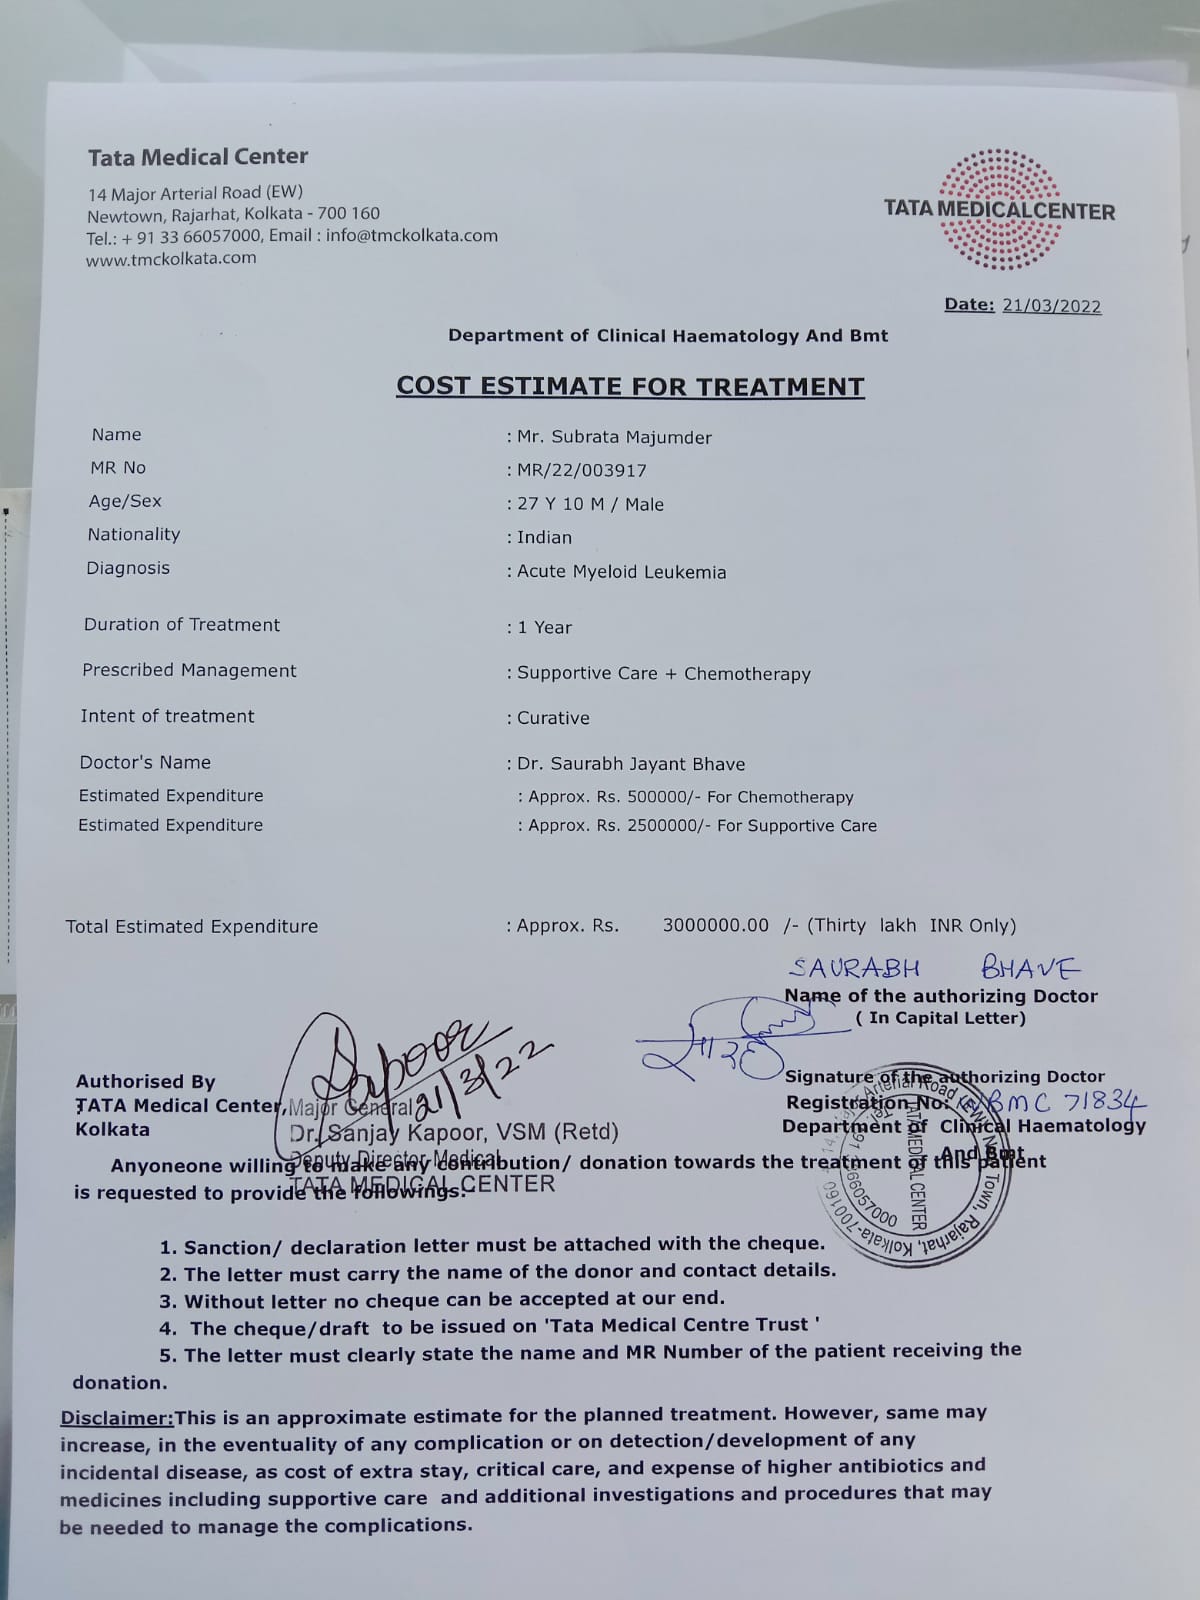 Tata Medical Center
14 Major Arterial Road (EW)
Newtown, Rajarhat, Kolkata - 700 160
Tel.: + 91 33 66057000, Email : info@tmckolkata.com
www.tmckolkata.com
TATA MEDICAL CENTER
Date: 21/03/2022
Department of Clinical Haematology And Bmt
COST ESTIMATE FOR TREATMENT
Name : Mr. Subrata Majumder
MR No : MR/22/003917
Age/Sex : 27 Y 10 M / Male
Nationality : Indian
Diagnosis : Acute Myeloid Leukemia
Duration of Treatment : 1 Year
Prescribed Management : Supportive Care + Chemotherapy
Intent of treatment : Curative
Doctor's Name : Dr. Saurabh Jayant Bhave
Estimated Expenditure : Approx. Rs. 500000/- For Chemotherapy
Estimated Expenditure : Approx. Rs. 2500000/- For Supportive Care
Total Estimated Expenditure : Approx. Rs. 3000000.00 /- (Thirty lakh INR Only)
SAURABH BHAVE
Name of the authorizing Doctor
( In Capital Letter)
Signature of the authorizing Doctor
Registration No: WBMC 71834
Department of Clinical Haematology
And Bmt
Authorised By
TATA Medical Center,
Kolkata
SKapoor
21/3/22
Major General
Dr. Sanjay Kapoor, VSM (Retd)
Deputy Director Medical
TATA MEDICAL CENTER
Anyoneone willing to make any contribution/ donation towards the treatment of this patient
is requested to provide the followings:
1. Sanction/ declaration letter must be attached with the cheque.
2. The letter must carry the name of the donor and contact details.
3. Without letter no cheque can be accepted at our end.
4. The cheque/draft to be issued on 'Tata Medical Centre Trust '
5. The letter must clearly state the name and MR Number of the patient receiving the
donation.
Disclaimer:This is an approximate estimate for the planned treatment. However, same may
increase, in the eventuality of any complication or on detection/development of any
incidental disease, as cost of extra stay, critical care, and expense of higher antibiotics and
medicines including supportive care and additional investigations and procedures that may
be needed to manage the complications.
TATA MEDICAL CENTER
Arterial Road (EW), New Town, Rajarhat, Kolkata-700160
66057000